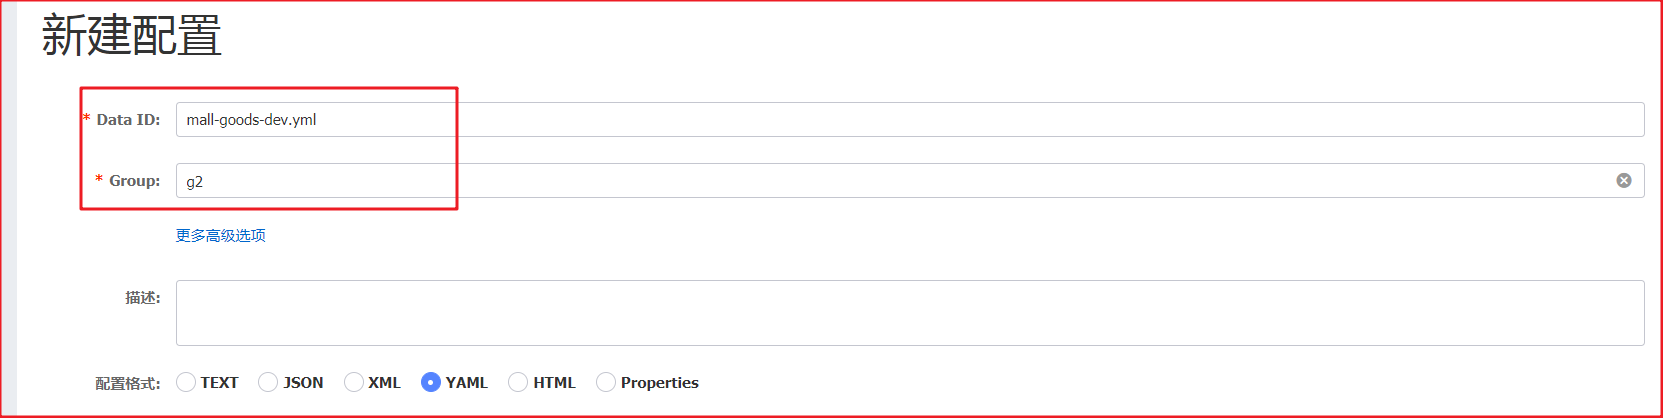 新建配置
* Data ID: mall-goods-dev.yml
* Group: g2
更多高级选项
描述:
配置格式: TEXT JSON XML YAML HTML Properties